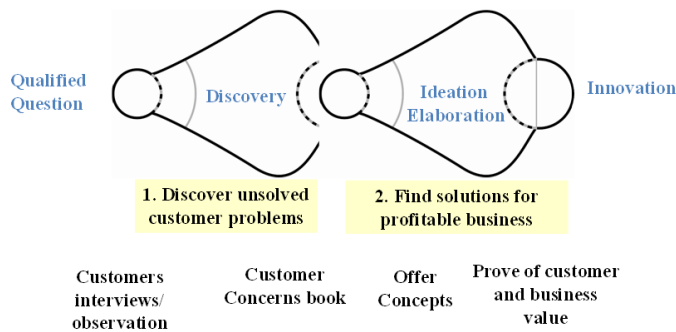 Qualified
Question
Discovery
Ideation
Elaboration
Innovation
1. Discover unsolved
customer problems
2. Find solutions for
profitable business
Customers
interviews/
observation
Customer
Concerns book
Offer
Concepts
Prove of customer
and business
value